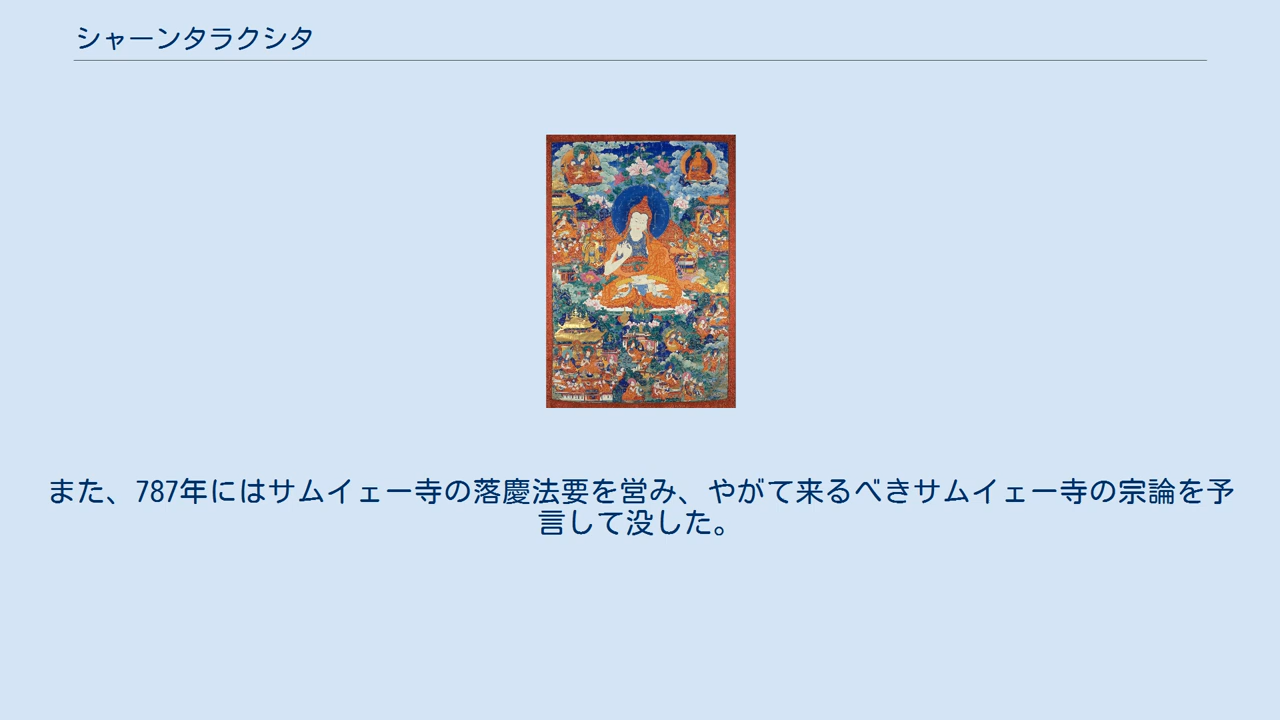 シャーンタラクシタ
また、787年にはサムイェー寺の落慶法要を営み、やがて来るべきサムイェー寺の宗論を予
言して没した。